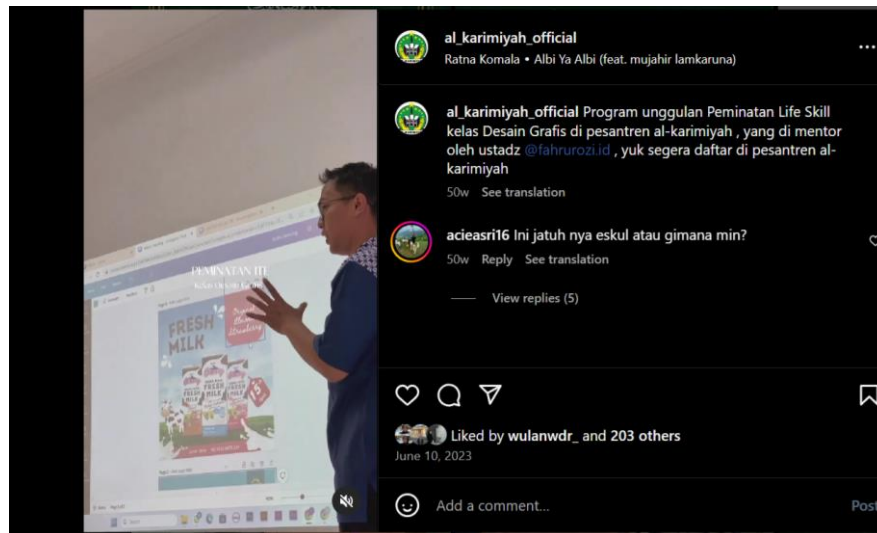 al_karimiyah_official
Ratna Komala • Albi Ya Albi (feat. mujahir lamkaruna)
al_karimiyah_official Program unggulan Peminatan Life Skill
kelas Desain Grafis di pesantren al-karimiyah , yang di mentor
oleh ustadz @fahrurozi.id , yuk segera daftar di pesantren al-
karimiyah
50w See translation
acieasri16 Ini jatuh nya eskul atau gimana min?
50w Reply See translation
View replies (5)
Liked by wulanwdr_ and 203 others
June 10, 2023
Add a comment...
Post
PEMINATAN ITI
FRESH
MILK